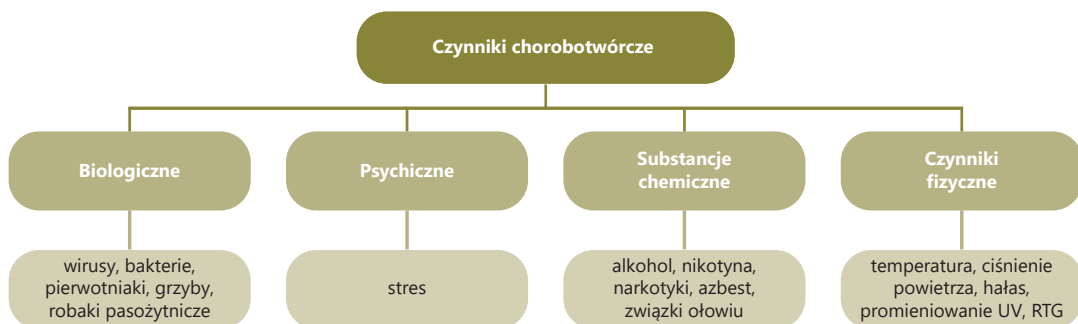 Czynniki chorobotwórcze
Biologiczne
Psychiczne
Substancje
chemiczne
Czynniki
fizyczne
wirusy, bakterie,
pierwotniaki, grzyby,
robaki pasożytnicze
stres
alkohol, nikotyna,
narkotyki, azbest,
związki ołowiu
temperatura, ciśnienie
powietrza, hałas,
promieniowanie UV, RTG